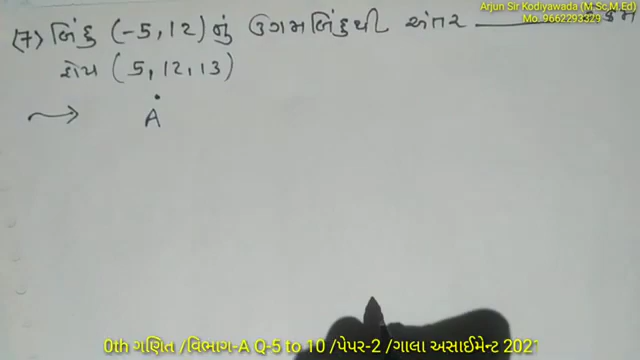 Arjun Sir Kodiyawada (M.Sc,M.Ed)
Mo. 9662293329
(7) બિંદુ (-5, 12) નું ઉગમબિંદુથી અંતર ______
હોય (5, 12, 13)
→ A
0th ગણિત /વિભાગ-A Q-5 to 10 /પેપર-2 /ગાલા અસાઈમેન્ટ 2021